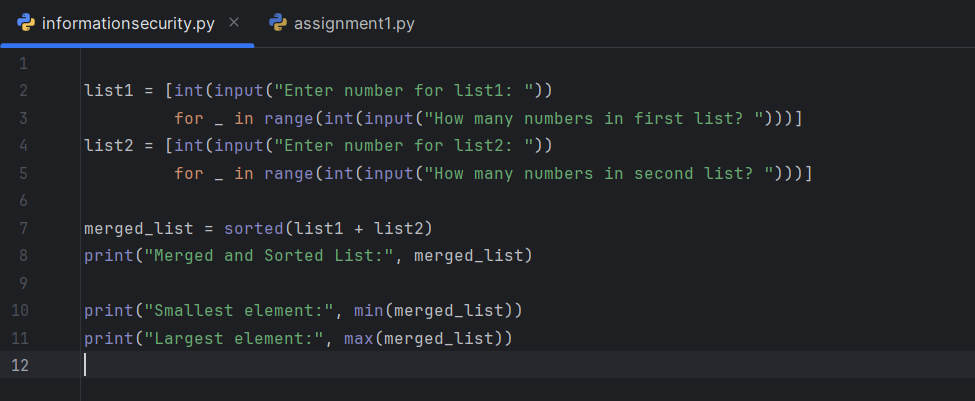 informationsecurity.py × assignment1.py
1
2 list1 = [int(input("Enter number for list1: "))
3 for _ in range(int(input("How many numbers in first list? ")))]
4 list2 = [int(input("Enter number for list2: "))
5 for _ in range(int(input("How many numbers in second list? ")))]
6
7 merged_list = sorted(list1 + list2)
8 print("Merged and Sorted List:", merged_list)
9
10 print("Smallest element:", min(merged_list))
11 print("Largest element:", max(merged_list))
12